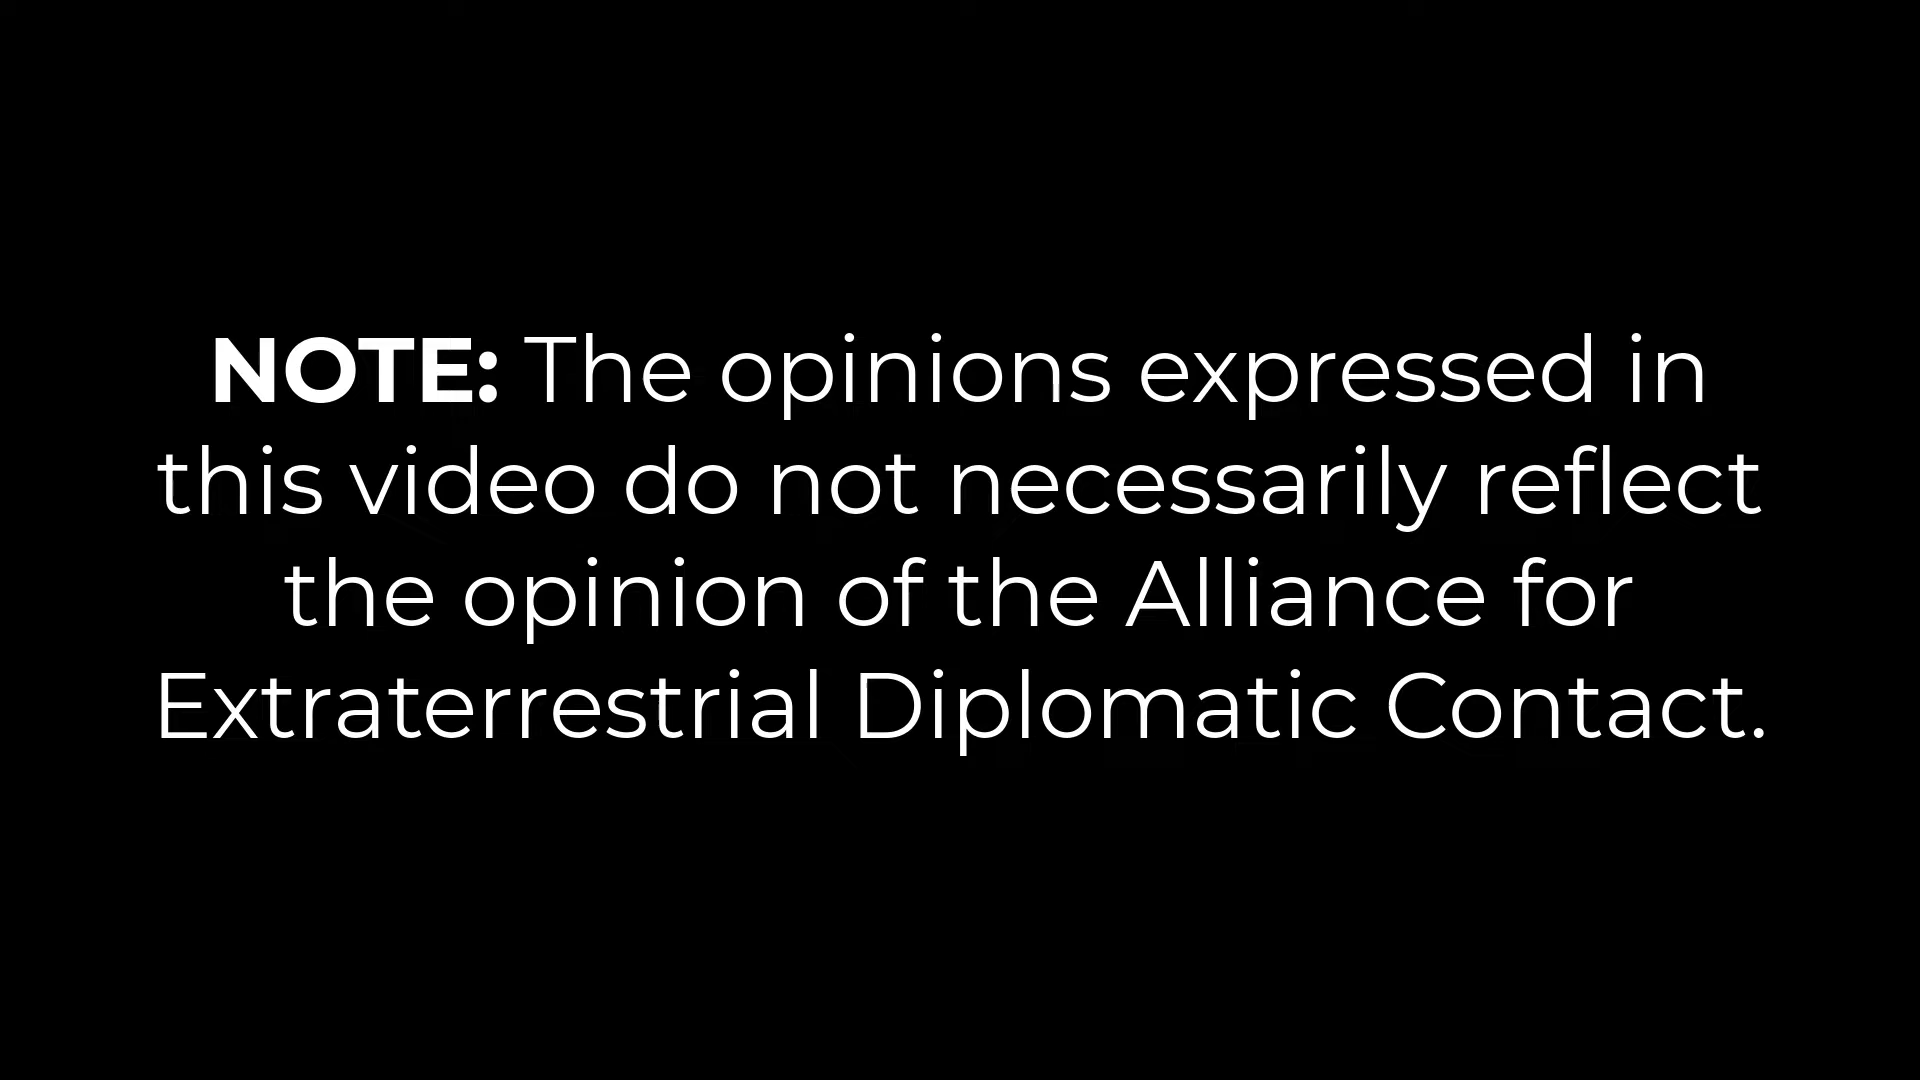 NOTE: The opinions expressed in
this video do not necessarily reflect
the opinion of the Alliance for
Extraterrestrial Diplomatic Contact.